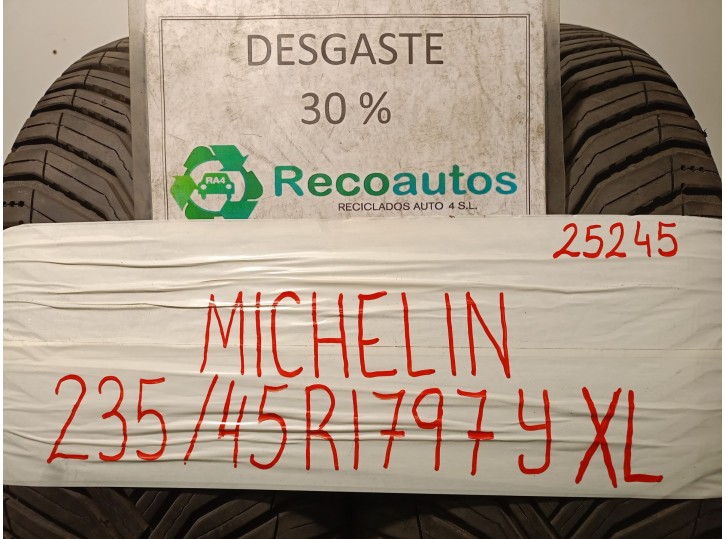 DESGASTE
30 %
RA4
Recoautos
RECICLADOS AUTO 4 S.L.
25245
MICHELIN
235/45R1797Y XL